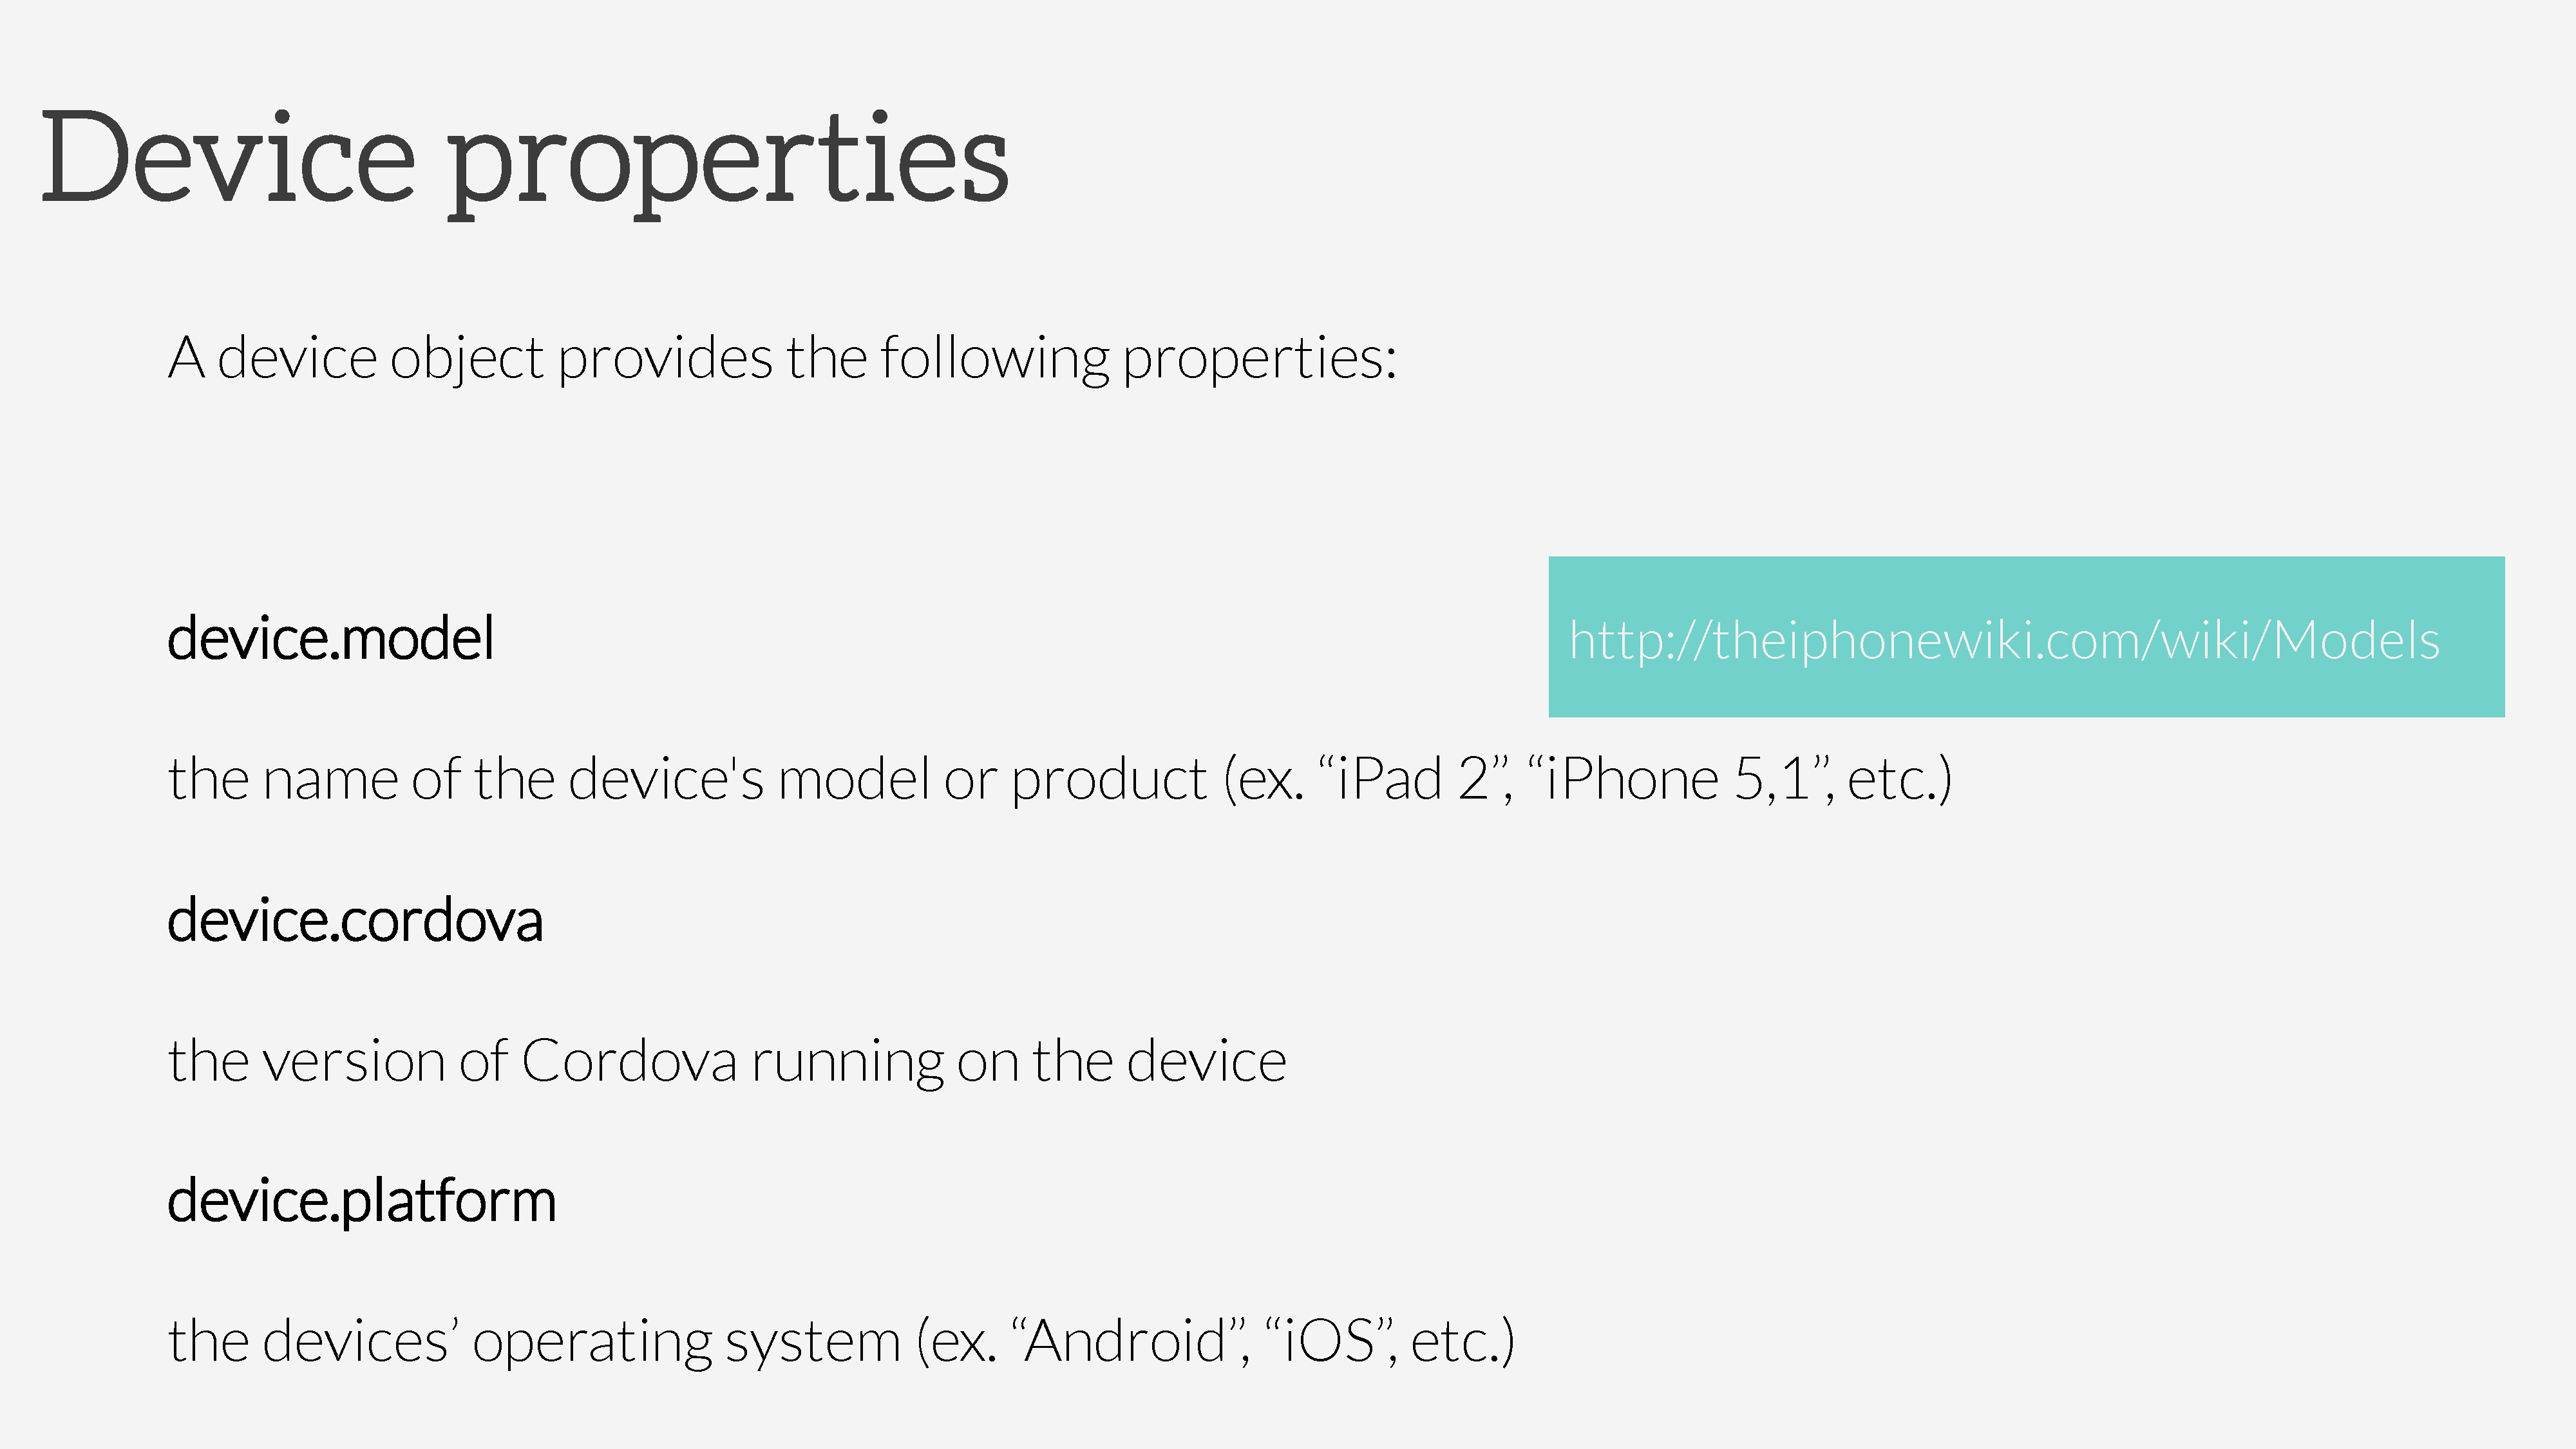 Device properties
A device object provides the following properties:
device.model
http://theiphonewiki.com/wiki/Models
the name of the device's model or product (ex. “iPad 2”, “iPhone 5,1”, etc.)
device.cordova
the version of Cordova running on the device
device.platform
the devices’ operating system (ex. “Android”, “iOS”, etc.)